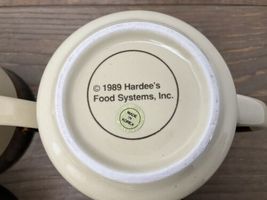 © 1989 Hardee's
Food Systems, Inc.
MADE
IN
KOREA